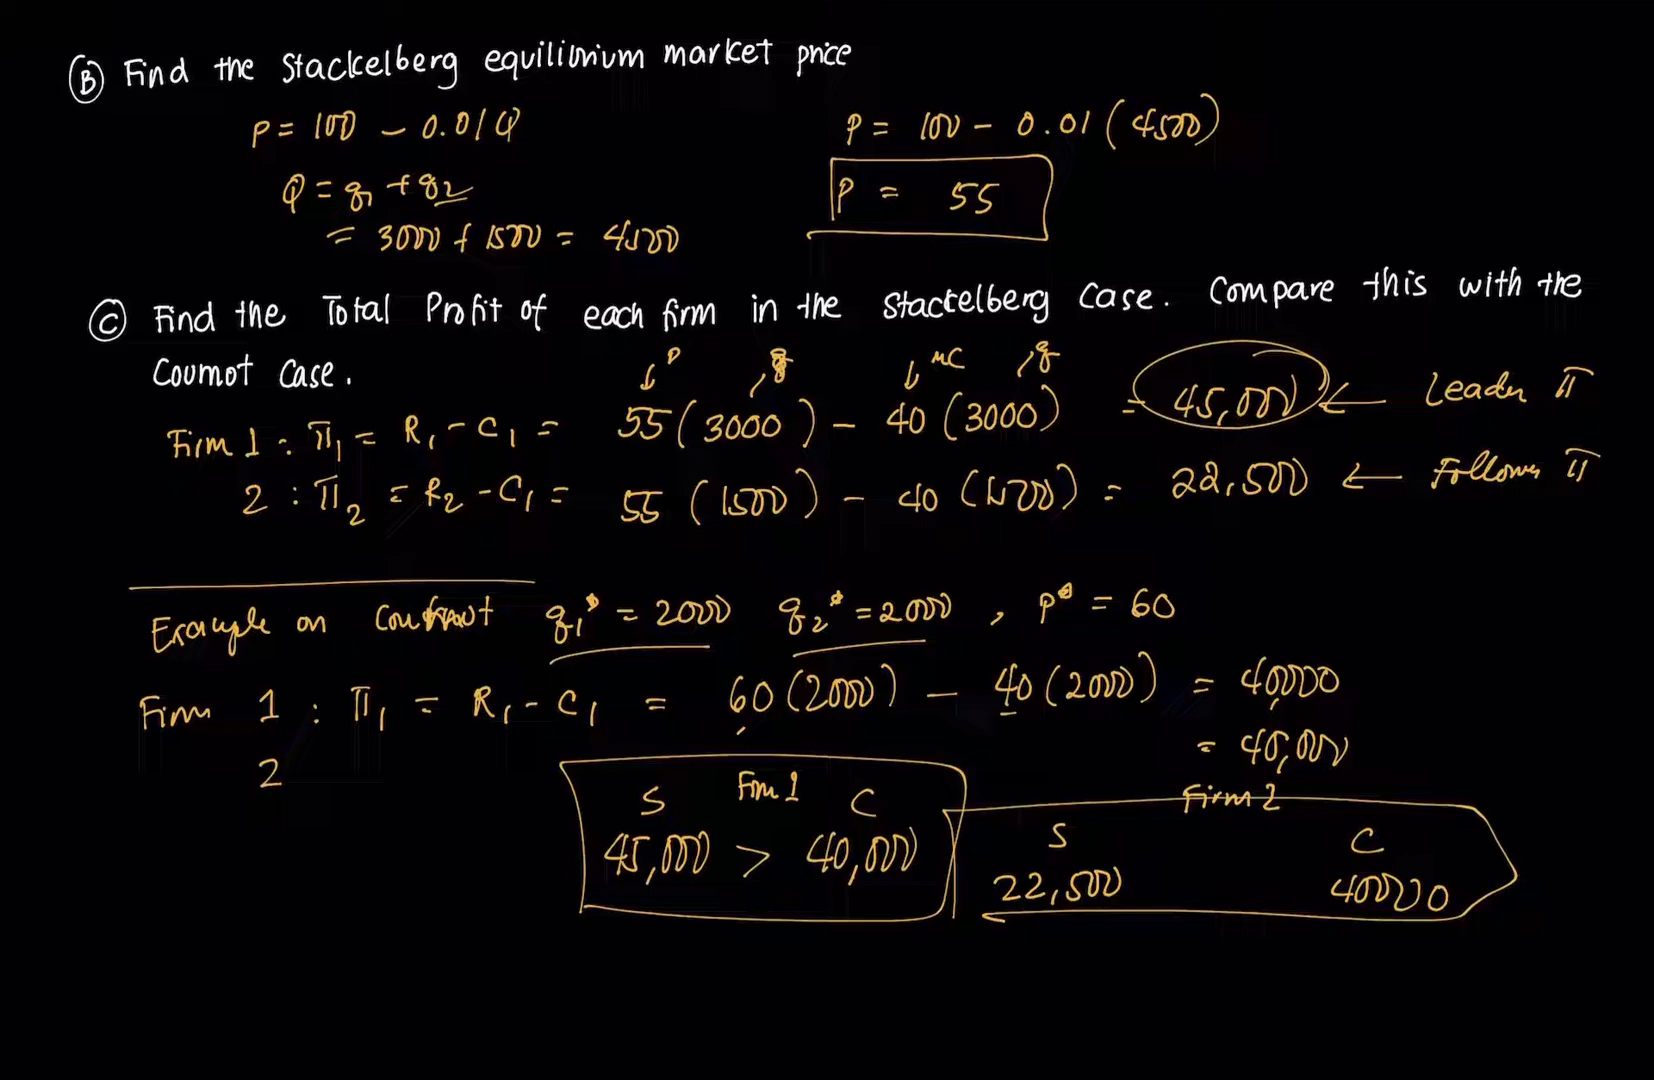 Ⓑ Find the Stackelberg equilibrium market price
P = 100 - 0.01Q
Q = q₁ + q₂
= 3000 + 1500 = 4500
P = 100 - 0.01 (4500)
P = 55
Ⓒ Find the Total Profit of each firm in the Stackelberg Case. Compare this with the
Cournot Case.
↓P ↓q ↓MC ↓q
Firm 1 : π₁ = R₁ - C₁ = 55 (3000) - 40 (3000) = 45,000 ← Leader π
2 : π₂ = R₂ - C₁ = 55 (1500) - 40 (1500) = 22,500 ← Follower π
Example on Cournot q₁* = 2000 q₂* = 2000 , P* = 60
Firm 1 : π₁ = R₁ - C₁ = 60 (2000) - 40 (2000) = 40,000
2 = 40,000
Firm 1
S C
45,000 > 40,000
Firm 2
S C
22,500 40000